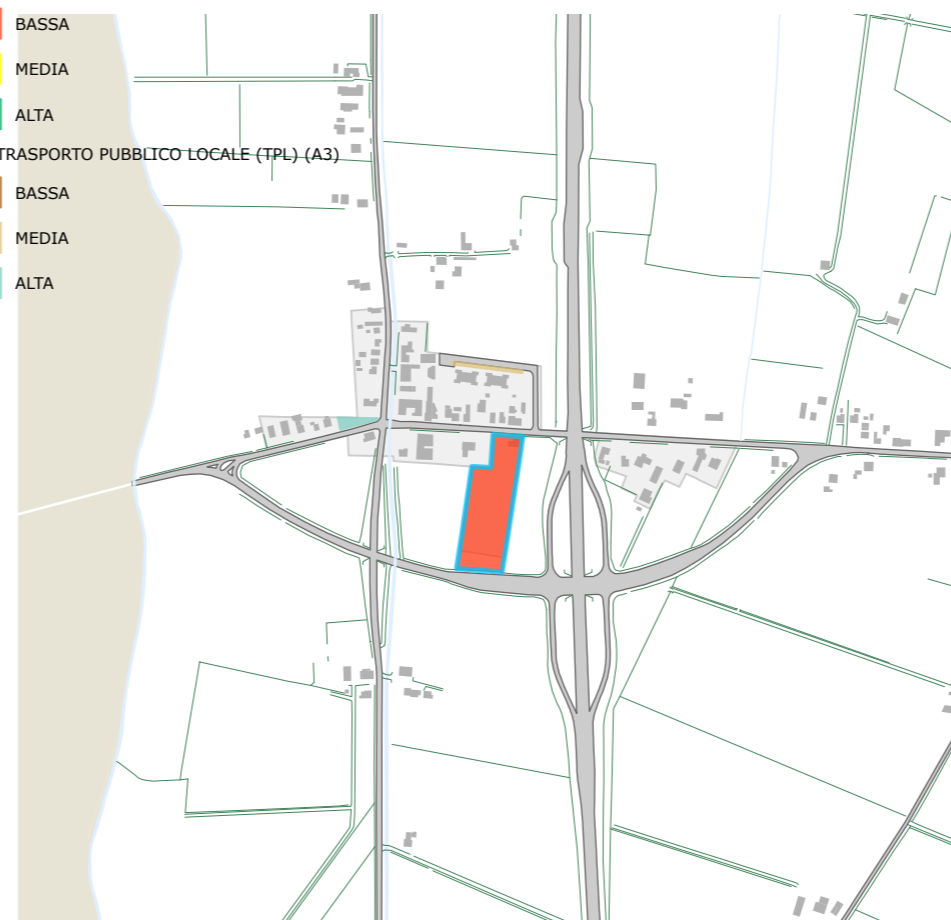 BASSA
MEDIA
ALTA
TRASPORTO PUBBLICO LOCALE (TPL) (A3)
BASSA
MEDIA
ALTA